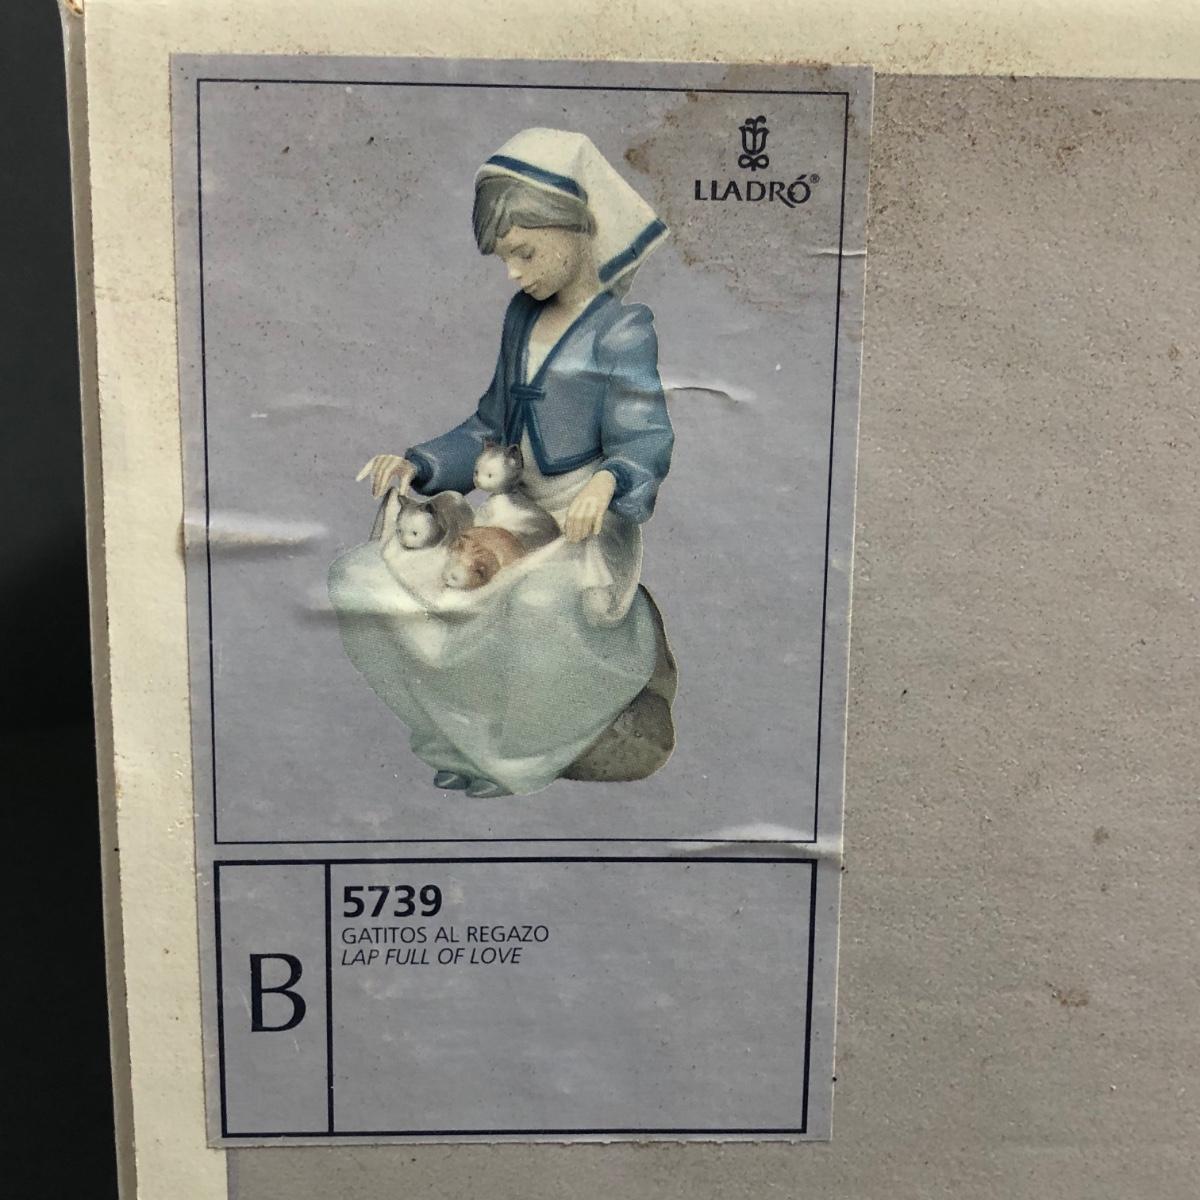 LLADRÓ®
B
5739
GATITOS AL REGAZO
LAP FULL OF LOVE